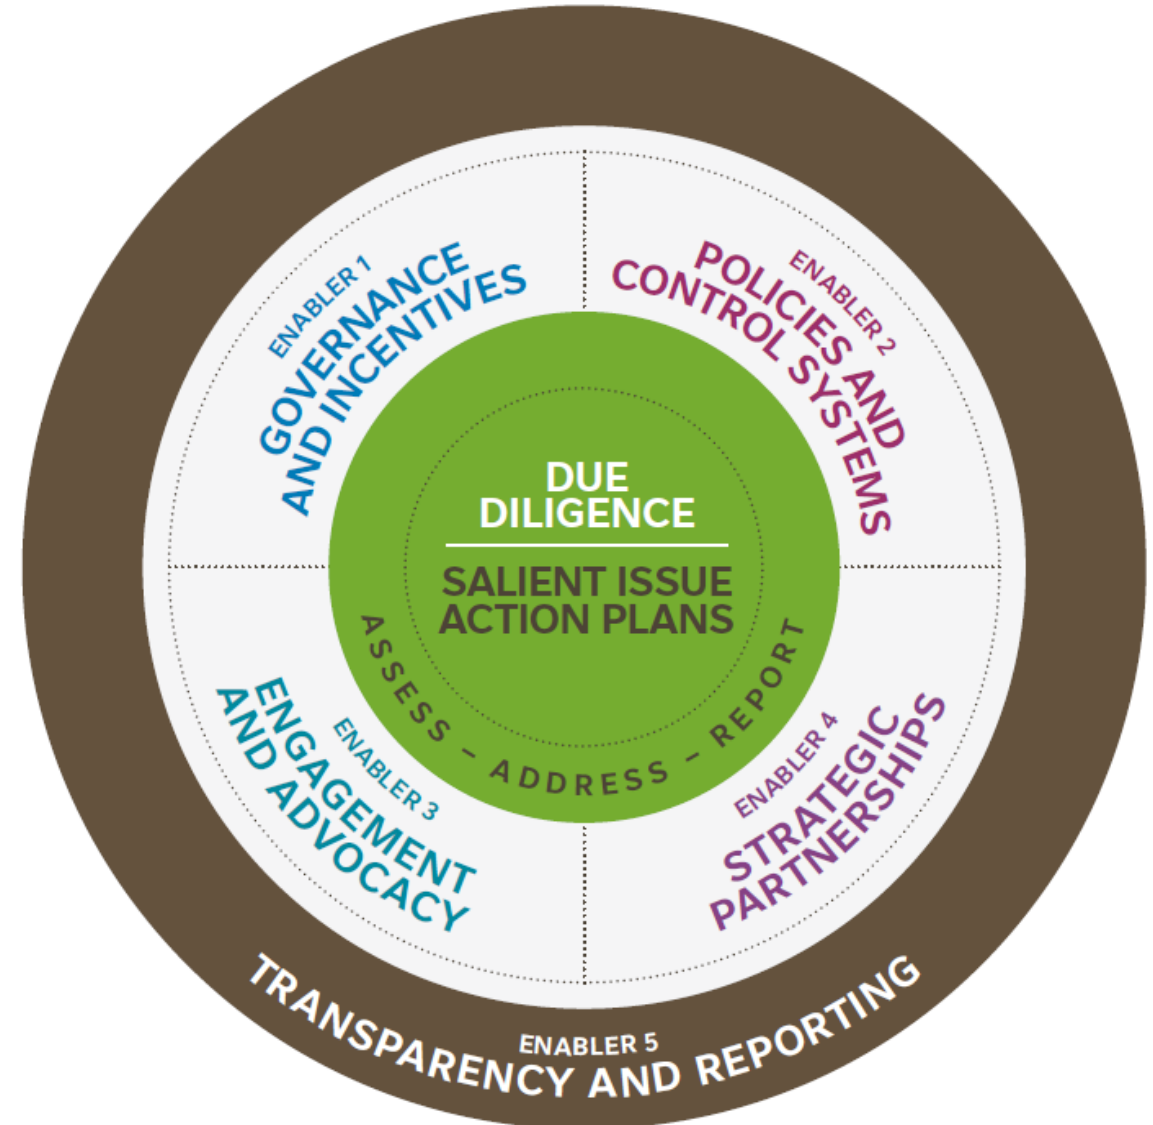 ENABLER 1
GOVERNANCE
AND INCENTIVES
ENABLER 2
POLICIES AND
CONTROL SYSTEMS
DUE
DILIGENCE
SALIENT ISSUE
ACTION PLANS
ASSESS – ADDRESS – REPORT
ENABLER 3
ENGAGEMENT
AND ADVOCACY
ENABLER 4
STRATEGIC
PARTNERSHIPS
ENABLER 5
TRANSPARENCY AND REPORTING